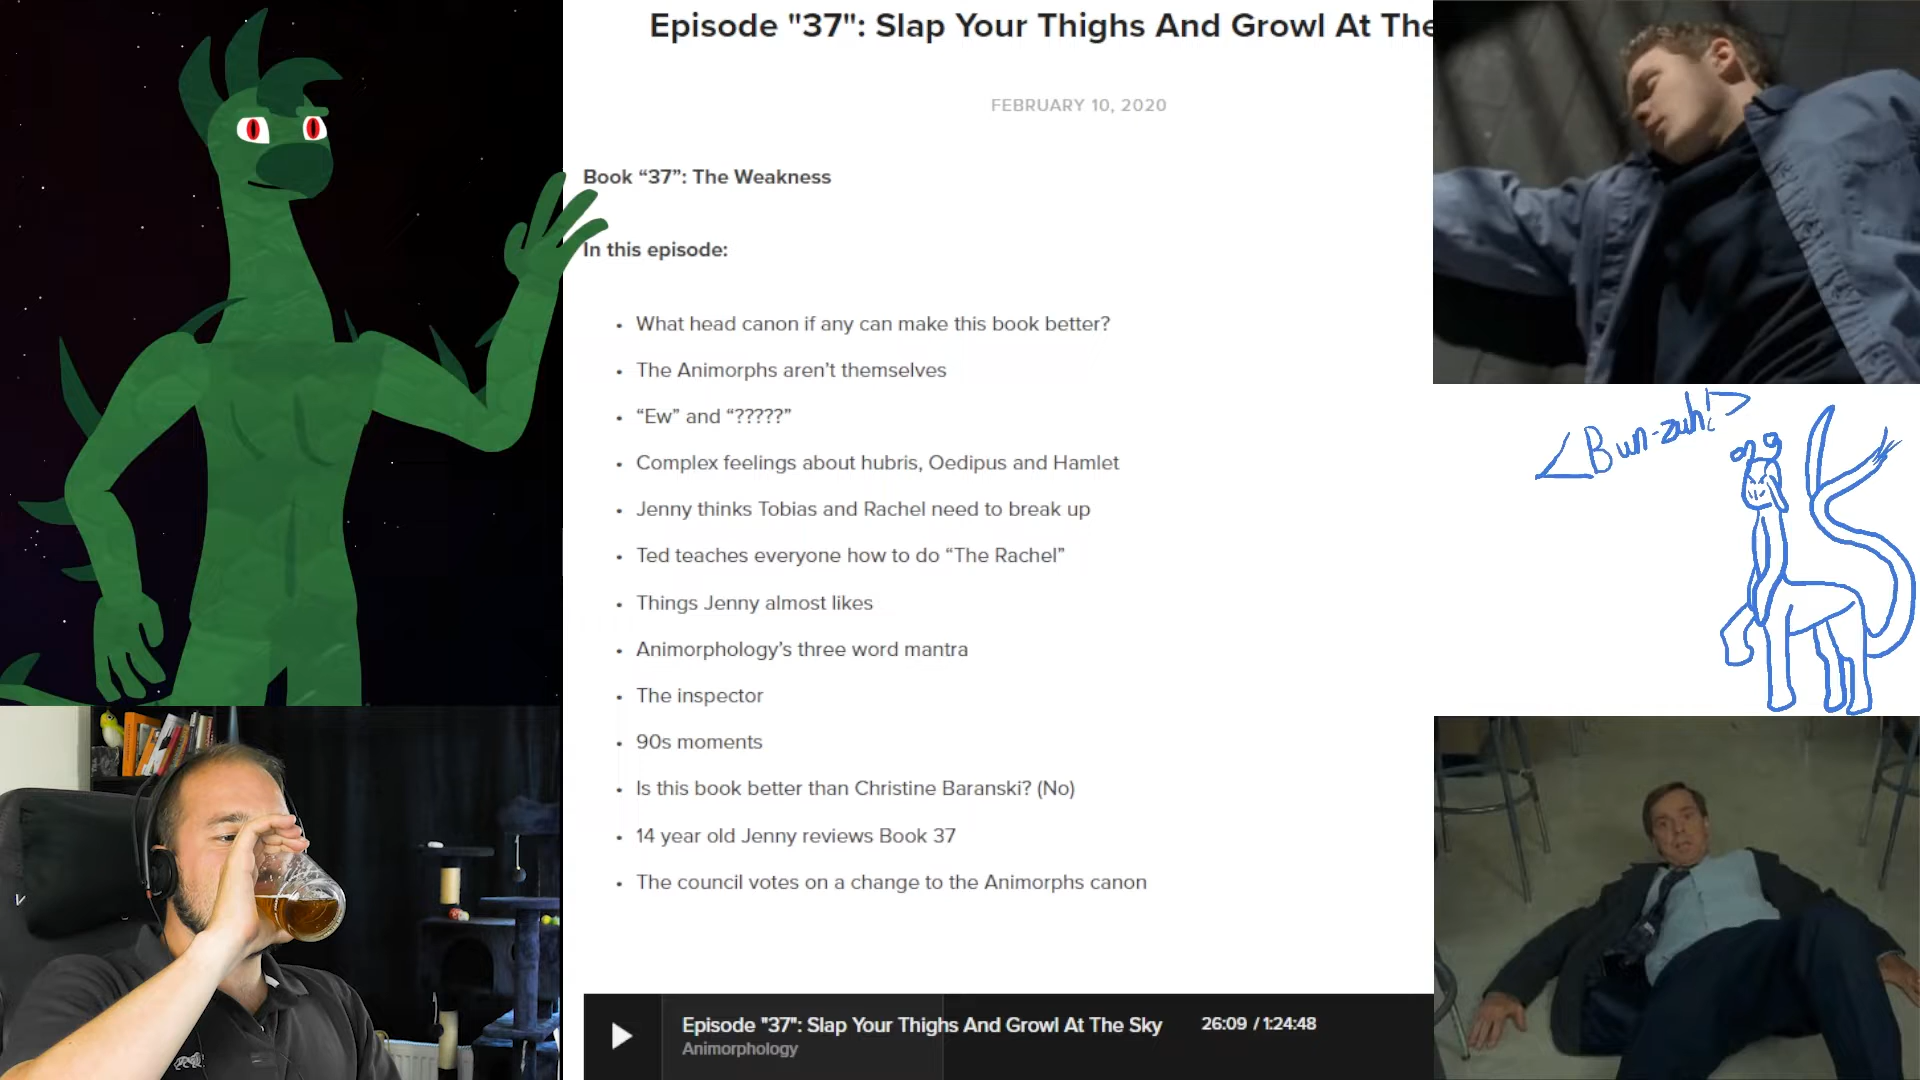 Episode "37": Slap Your Thighs And Growl At The
FEBRUARY 10, 2020
Book “37”: The Weakness
In this episode:
What head canon if any can make this book better?
The Animorphs aren’t themselves
“Ew” and “?????”
Complex feelings about hubris, Oedipus and Hamlet
Jenny thinks Tobias and Rachel need to break up
Ted teaches everyone how to do “The Rachel”
Things Jenny almost likes
Animorphology’s three word mantra
The inspector
90s moments
Is this book better than Christine Baranski? (No)
14 year old Jenny reviews Book 37
The council votes on a change to the Animorphs canon
Episode "37": Slap Your Thighs And Growl At The Sky
Animorphology
26:09 / 1:24:48
<Bun-zuh!>